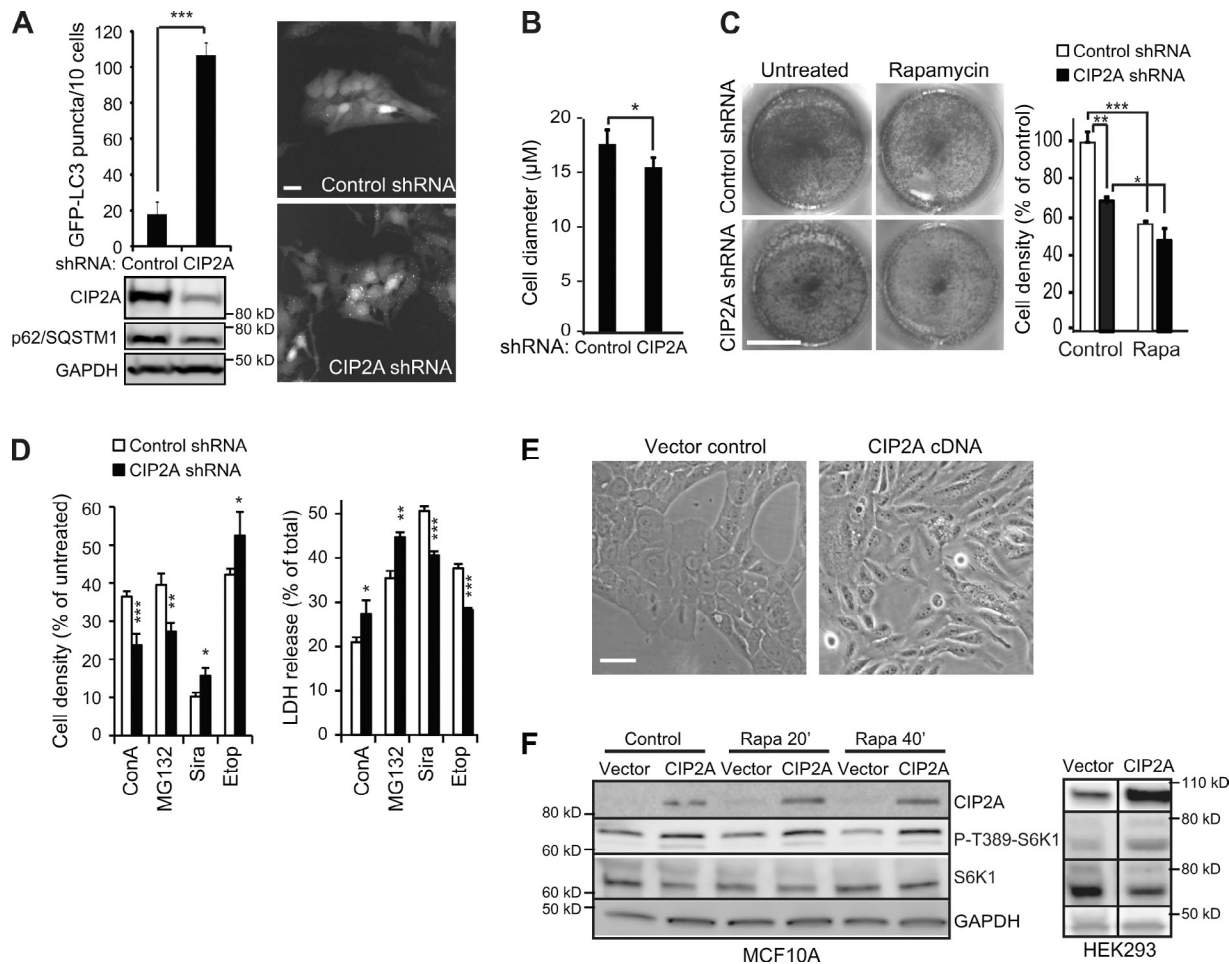 A
GFP-LC3 puncta/10 cells
120
100
80
60
40
20
0
***
shRNA: Control CIP2A
CIP2A
80 kD
p62/SQSTM1
80 kD
GAPDH
50 kD
Control shRNA
CIP2A shRNA
B
Cell diameter (µM)
20
15
10
5
0
*
shRNA: Control CIP2A
C
Untreated
Rapamycin
Control shRNA
CIP2A shRNA
Control shRNA
CIP2A shRNA
Cell density (% of control)
100
80
60
40
20
0
***
**
*
Control Rapa
D
Control shRNA
CIP2A shRNA
Cell density (% of untreated)
60
50
40
30
20
10
0
***
**
*
*
ConA
MG132
Sira
Etop
LDH release (% of total)
50
40
30
20
10
0
*
**
***
***
ConA
MG132
Sira
Etop
E
Vector control
CIP2A cDNA
F
Control Rapa 20' Rapa 40'
Vector CIP2A Vector CIP2A Vector CIP2A
80 kD
CIP2A
60 kD
P-T389-S6K1
60 kD
S6K1
50 kD
GAPDH
MCF10A
Vector CIP2A
110 kD
80 kD
80 kD
50 kD
HEK293